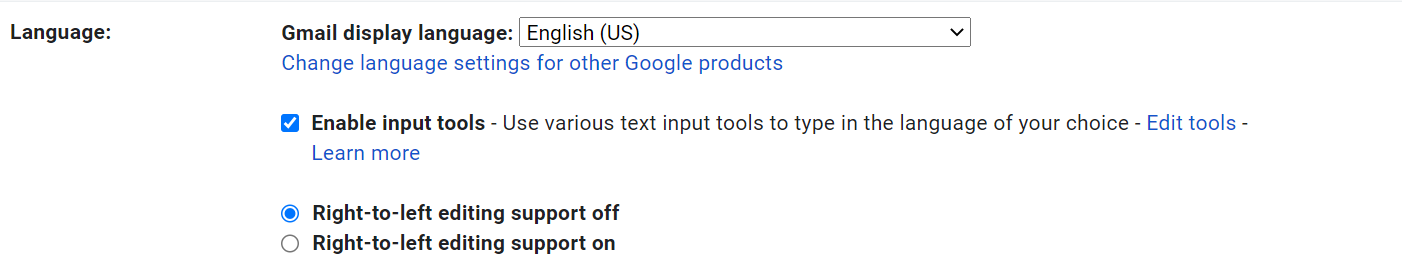 Language:
Gmail display language: English (US)
Change language settings for other Google products
Enable input tools - Use various text input tools to type in the language of your choice - Edit tools -
Learn more
Right-to-left editing support off
Right-to-left editing support on